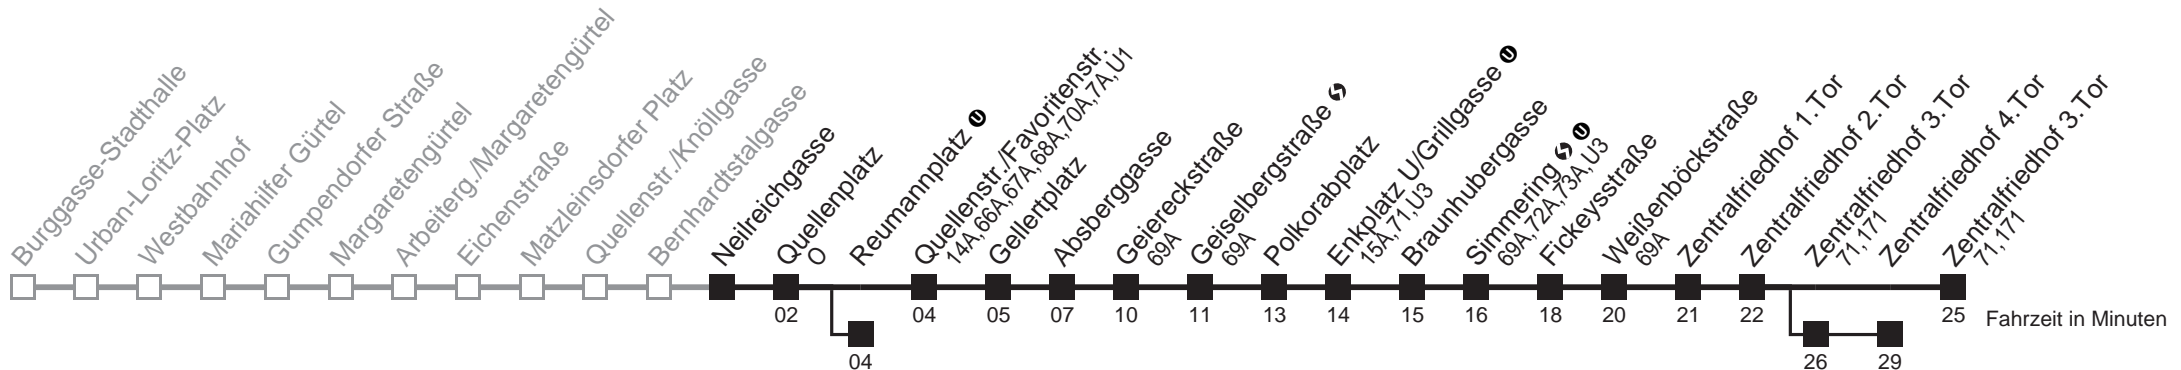 Burggasse-Stadthalle
Urban-Loritz-Platz
Westbahnhof
Mariahilfer Gürtel
Gumpendorfer Straße
Margaretengürtel
Arbeiterg./Margaretengürtel
Eichenstraße
Matzleinsdorfer Platz
Quellenstr./Knöllgasse
Bernhardtstalgasse
Neilreichgasse
Quellenplatz
O
Reumannplatz U
Quellenstr./Favoritenstr.
14A,66A,67A,68A,70A,7A,U1
Gellertplatz
Absberggasse
Geiereckstraße
69A
Geiselbergstraße
69A
Polkorabplatz
Enkplatz U/Grillgasse U
15A,71,U3
Braunhubergasse
Simmering U
69A,72A,73A,U3
Fickeysstraße
Weißenböckstraße
69A
Zentralfriedhof 1.Tor
Zentralfriedhof 2.Tor
Zentralfriedhof 3.Tor
71,171
Zentralfriedhof 4.Tor
Zentralfriedhof 3.Tor
71,171
02 04 05 07 10 11 13 14 15 16 18 20 21 22 25 Fahrzeit in Minuten
04 26 29